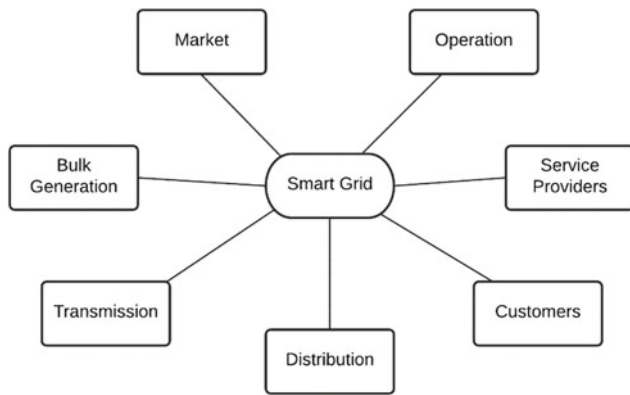 Market
Operation
Bulk
Generation
Smart Grid
Service
Providers
Transmission
Customers
Distribution